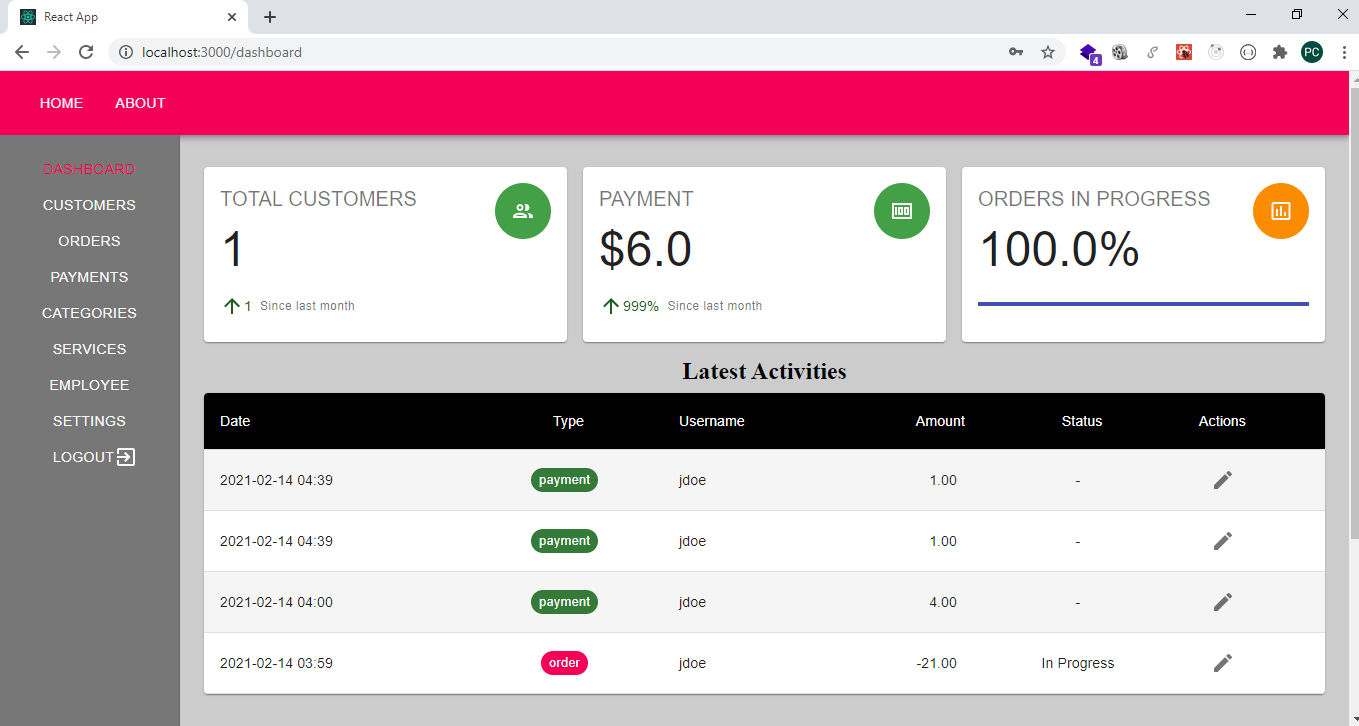 React App
localhost:3000/dashboard
4
PC
HOME ABOUT
DASHBOARD
CUSTOMERS
ORDERS
PAYMENTS
CATEGORIES
SERVICES
EMPLOYEE
SETTINGS
LOGOUT
TOTAL CUSTOMERS
1
1 Since last month
PAYMENT
$6.0
999% Since last month
ORDERS IN PROGRESS
100.0%
Latest Activities
Date Type Username Amount Status Actions
2021-02-14 04:39 payment jdoe 1.00 -
2021-02-14 04:39 payment jdoe 1.00 -
2021-02-14 04:00 payment jdoe 4.00 -
2021-02-14 03:59 order jdoe -21.00 In Progress